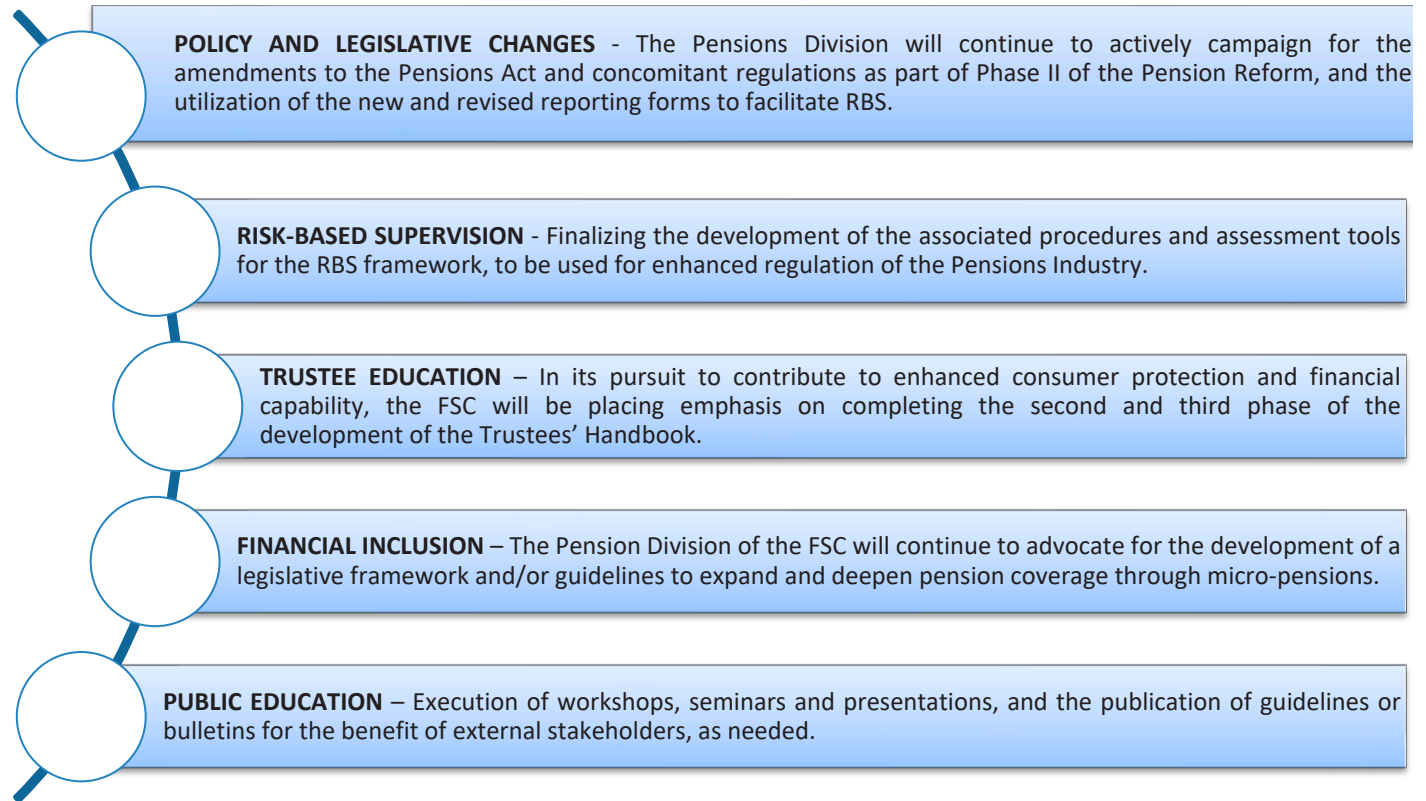 POLICY AND LEGISLATIVE CHANGES - The Pensions Division will continue to actively campaign for the
amendments to the Pensions Act and concomitant regulations as part of Phase II of the Pension Reform, and the
utilization of the new and revised reporting forms to facilitate RBS.
RISK-BASED SUPERVISION - Finalizing the development of the associated procedures and assessment tools
for the RBS framework, to be used for enhanced regulation of the Pensions Industry.
TRUSTEE EDUCATION – In its pursuit to contribute to enhanced consumer protection and financial
capability, the FSC will be placing emphasis on completing the second and third phase of the
development of the Trustees’ Handbook.
FINANCIAL INCLUSION – The Pension Division of the FSC will continue to advocate for the development of a
legislative framework and/or guidelines to expand and deepen pension coverage through micro-pensions.
PUBLIC EDUCATION – Execution of workshops, seminars and presentations, and the publication of guidelines or
bulletins for the benefit of external stakeholders, as needed.